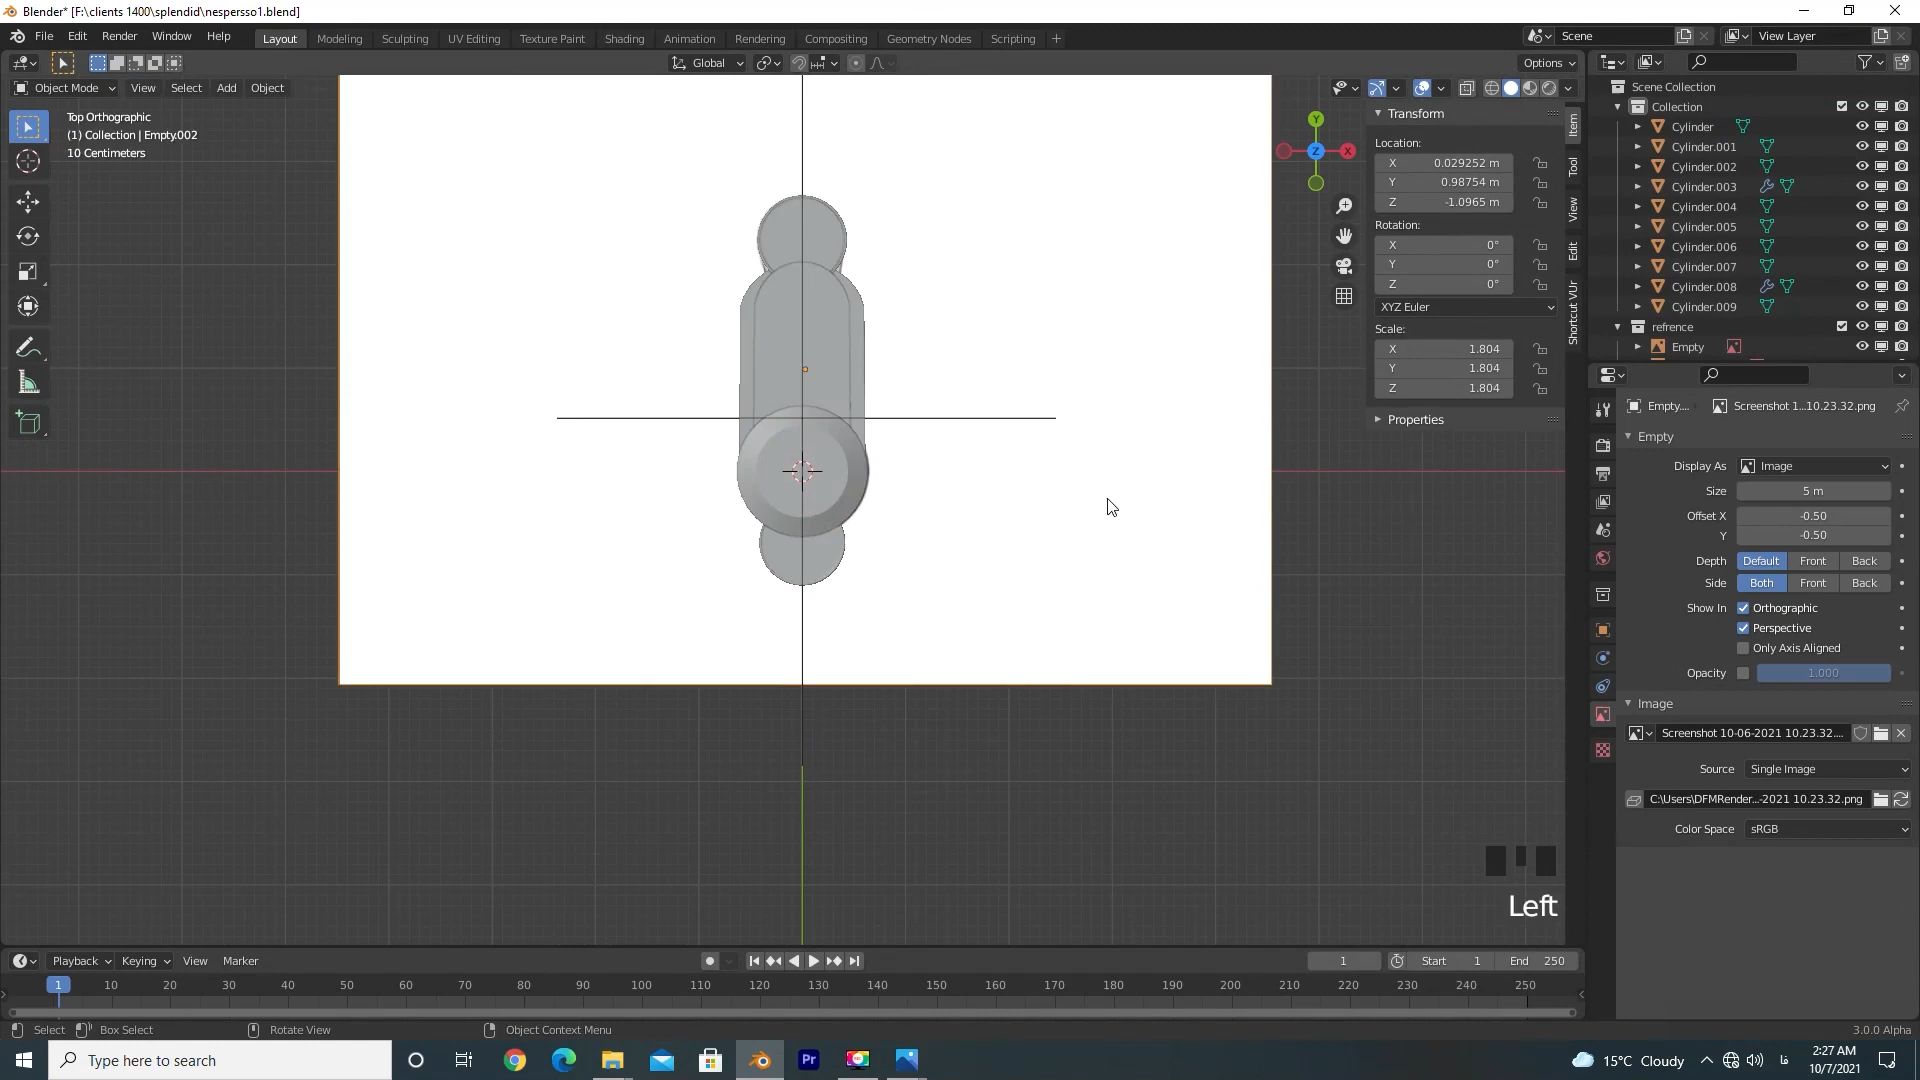 Blender* [F:\clients 1400\splendid\nespersso1.blend]
File Edit Render Window Help
Layout Modeling Sculpting UV Editing Texture Paint Shading Animation Rendering Compositing Geometry Nodes Scripting +
Scene
View Layer
Global
Options
Object Mode View Select Add Object
Top Orthographic
(1) Collection | Empty.002
10 Centimeters
Y
X
Z
Transform
Location:
X 0.029252 m
Y 0.98754 m
Z -1.0965 m
Rotation:
X 0°
Y 0°
Z 0°
XYZ Euler
Scale:
X 1.804
Y 1.804
Z 1.804
Properties
Item
Tool
View
Edit
Shortcut VUr
Scene Collection
Collection
Cylinder
Cylinder.001
Cylinder.002
Cylinder.003
Cylinder.004
Cylinder.005
Cylinder.006
Cylinder.007
Cylinder.008
Cylinder.009
refrence
Empty
Empty.... Screenshot 1...10.23.32.png
Empty
Display As Image
Size 5 m
Offset X -0.50
Y -0.50
Depth Default Front Back
Side Both Front Back
Show In Orthographic
Perspective
Only Axis Aligned
Opacity 1.000
Image
Screenshot 10-06-2021 10.23.32....
Source Single Image
C:\Users\DFMRender...-2021 10.23.32.png
Color Space sRGB
Left
Playback Keying View Marker
1
Start 1
End 250
1 10 20 30 40 50 60 70 80 90 100 110 120 130 140 150 160 170 180 190 200 210 220 230 240 250
Select Box Select Rotate View Object Context Menu
3.0.0 Alpha
Type here to search
Pr
15°C Cloudy
فا
2:27 AM
10/7/2021